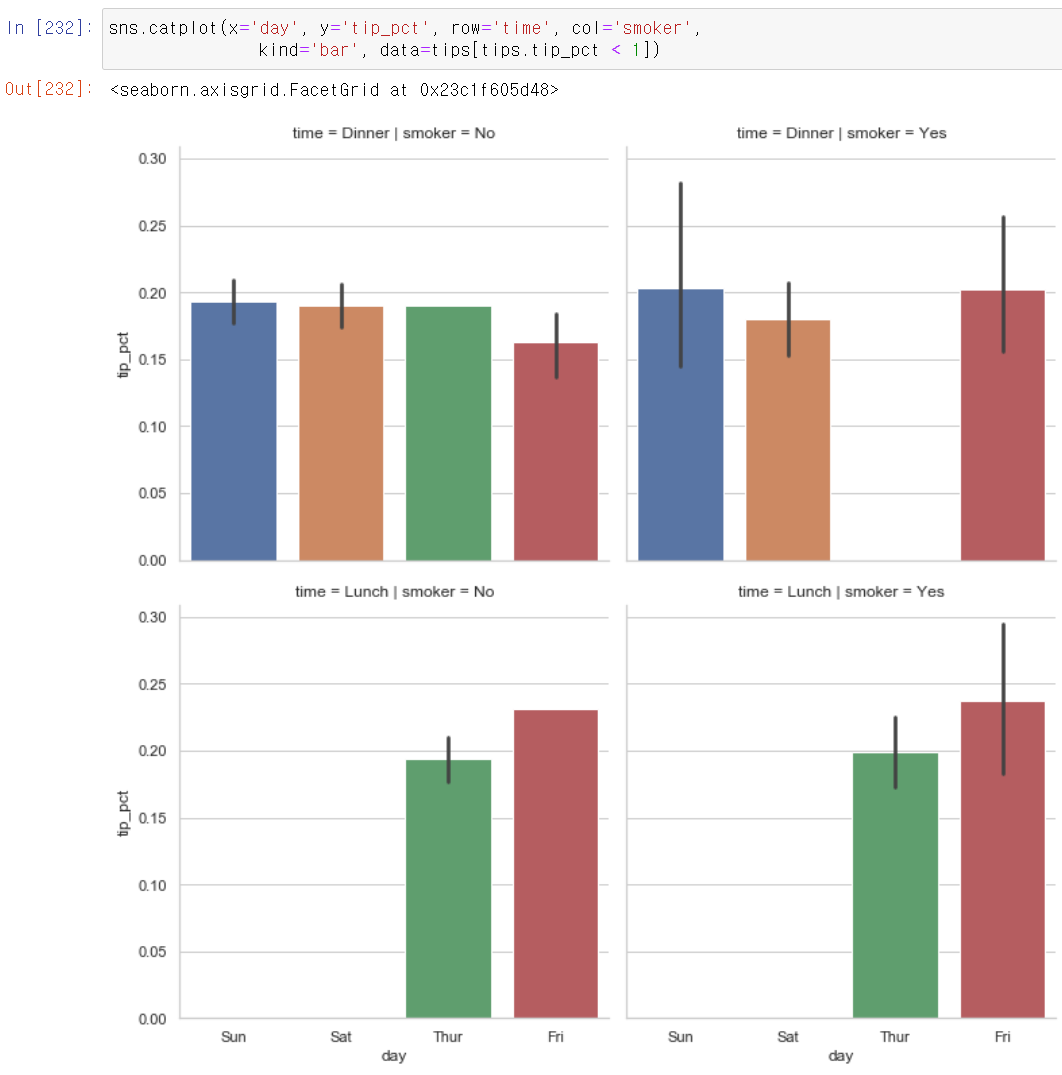 In [232]: sns.catplot(x='day', y='tip_pct', row='time', col='smoker',
kind='bar', data=tips[tips.tip_pct < 1])
Out[232]: <seaborn.axisgrid.FacetGrid at 0x23c1f605d48>
time = Dinner | smoker = No
time = Dinner | smoker = Yes
0.30
0.25
0.20
0.15
0.10
0.05
0.00
tip_pct
time = Lunch | smoker = No
time = Lunch | smoker = Yes
0.30
0.25
0.20
0.15
0.10
0.05
0.00
tip_pct
Sun Sat Thur Fri
day
Sun Sat Thur Fri
day